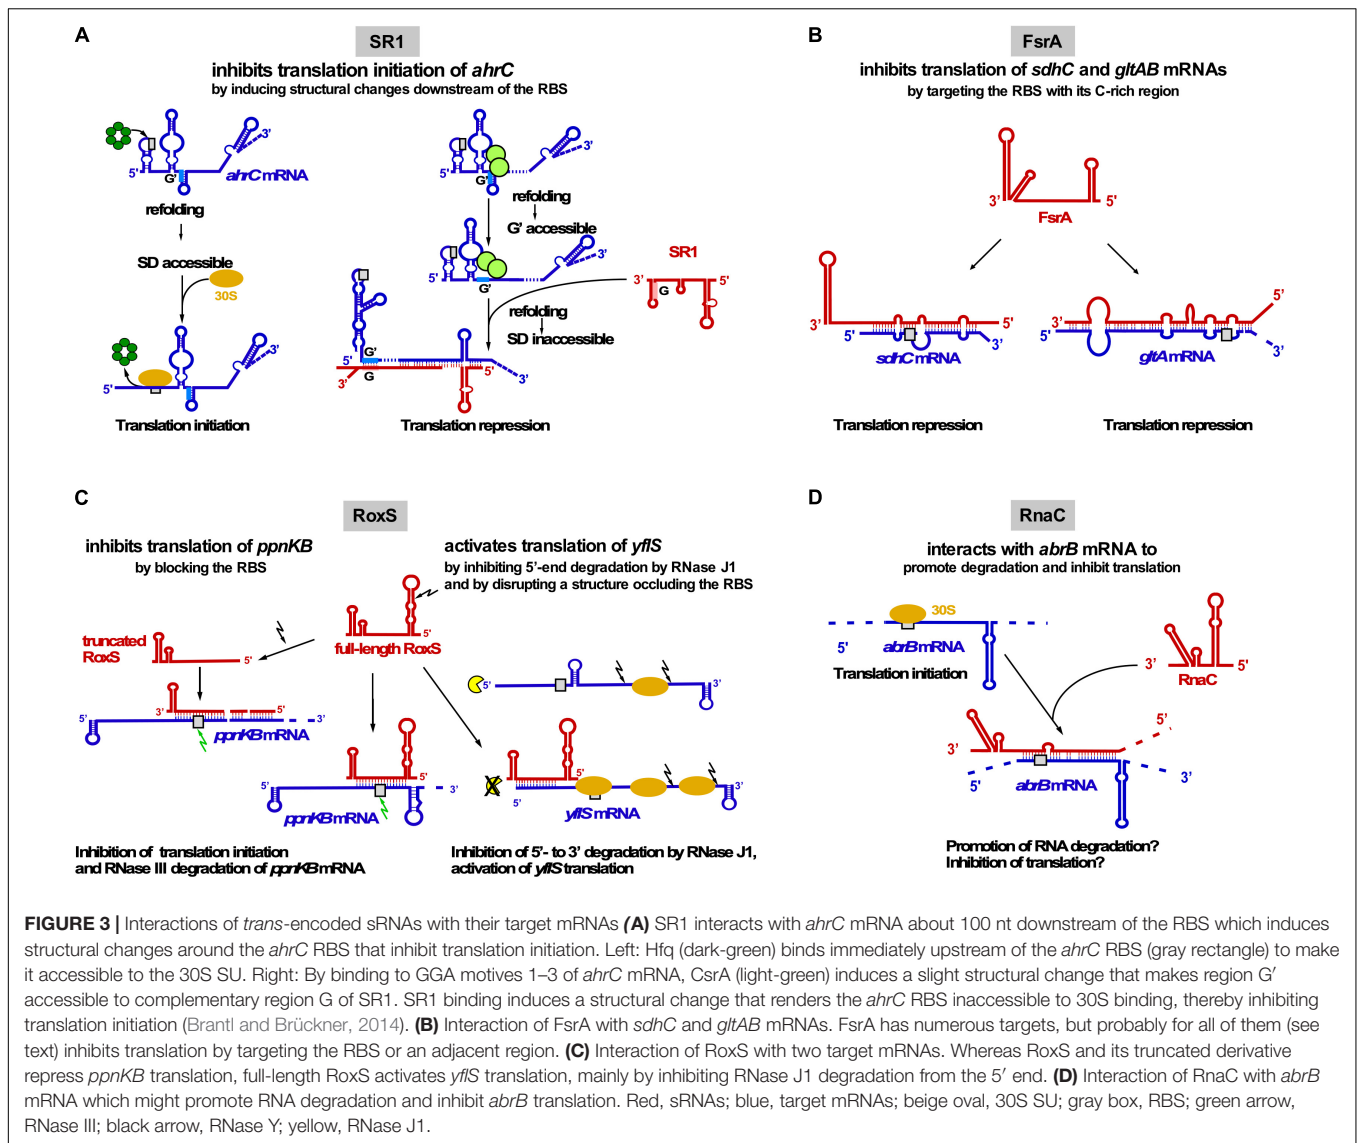 A
SR1
inhibits translation initiation of ahrC
by inducing structural changes downstream of the RBS
3'
5'
G'
ahrC mRNA
refolding
SD accessible
30S
5'
Translation initiation
3'
5'
G'
refolding
G' accessible
3'
5'
G'
SR1
3'
5'
G
refolding
SD inaccessible
5'
G'
G
3'
5'
3'
Translation repression
B
FsrA
inhibits translation of sdhC and gltAB mRNAs
by targeting the RBS with its C-rich region
3'
5'
FsrA
3'
5'
5'
3'
sdhC mRNA
Translation repression
5'
3'
5'
3'
gltA mRNA
Translation repression
C
RoxS
inhibits translation of ppnKB
by blocking the RBS
activates translation of yflS
by inhibiting 5'-end degradation by RNase J1
and by disrupting a structure occluding the RBS
truncated
RoxS
5'
5'
full-length RoxS
3'
5'
5'
3'
ppnKB mRNA
5'
3'
5'
5'
3'
ppnKB mRNA
5'
5'
3'
yflS mRNA
Inhibition of translation initiation
and RNase III degradation of ppnKB mRNA
Inhibition of 5'- to 3' degradation by RNase J1,
activation of yflS translation
D
RnaC
interacts with abrB mRNA to
promote degradation and inhibit translation
30S
5'
abrB mRNA
Translation initiation
3'
5'
RnaC
5'
3'
5'
3'
abrB mRNA
Promotion of RNA degradation?
Inhibition of translation?
FIGURE 3 | Interactions of trans-encoded sRNAs with their target mRNAs (A) SR1 interacts with ahrC mRNA about 100 nt downstream of the RBS which induces
structural changes around the ahrC RBS that inhibit translation initiation. Left: Hfq (dark-green) binds immediately upstream of the ahrC RBS (gray rectangle) to make
it accessible to the 30S SU. Right: By binding to GGA motives 1–3 of ahrC mRNA, CsrA (light-green) induces a slight structural change that makes region G′
accessible to complementary region G of SR1. SR1 binding induces a structural change that renders the ahrC RBS inaccessible to 30S binding, thereby inhibiting
translation initiation (Brantl and Brückner, 2014). (B) Interaction of FsrA with sdhC and gltAB mRNAs. FsrA has numerous targets, but probably for all of them (see
text) inhibits translation by targeting the RBS or an adjacent region. (C) Interaction of RoxS with two target mRNAs. Whereas RoxS and its truncated derivative
repress ppnKB translation, full-length RoxS activates yflS translation, mainly by inhibiting RNase J1 degradation from the 5′ end. (D) Interaction of RnaC with abrB
mRNA which might promote RNA degradation and inhibit abrB translation. Red, sRNAs; blue, target mRNAs; beige oval, 30S SU; gray box, RBS; green arrow,
RNase III; black arrow, RNase Y; yellow, RNase J1.